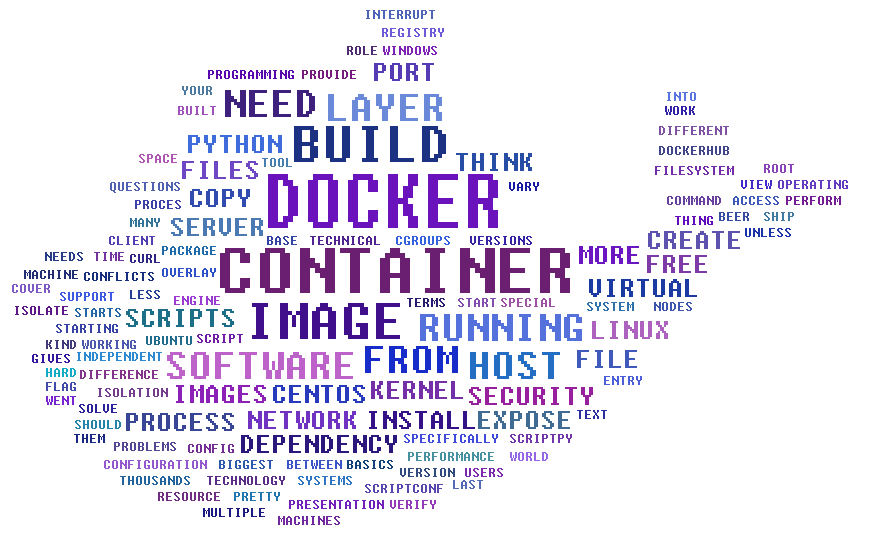 INTERRUPT
REGISTRY
ROLE WINDOWS
PROGRAMMING PROVIDE PORT
YOUR
NEED LAYER
BUILT
INTO
WORK
DIFFERENT
PYTHON BUILD
DOCKERHUB
SPACE FILES TOOL THINK
FILESYSTEM ROOT
QUESTIONS COPY DOCKER VARY
VIEW OPERATING
PROCES
COMMAND ACCESS PERFORM
MANY SERVER
THING BEER SHIP
UNLESS
CLIENT BASE TECHNICAL CGROUPS VERSIONS
CREATE
NEEDS TIME CURL PACKAGE
CONTAINER MORE FREE
MACHINE CONFLICTS OVERLAY
COVER
SUPPORT LESS ENGINE
VIRTUAL
TERMS START SPECIAL SYSTEM NODES
ISOLATE STARTS SCRIPTS IMAGE RUNNING LINUX
STARTING
KIND WORKING UBUNTU SCRIPT
GIVES INDEPENDENT SOFTWARE FROM HOST FILE
HARD DIFFERENCE
ENTRY
FLAG
ISOLATION IMAGES CENTOS KERNEL SECURITY
WENT
SOLVE
SHOULD PROCESS NETWORK INSTALL EXPOSE TEXT
THEM
PROBLEMS CONFIG DEPENDENCY SPECIFICALLY SCRIPTPY
PERFORMANCE WORLD
CONFIGURATION BIGGEST BETWEEN BASICS
VERSION USERS
THOUSANDS TECHNOLOGY SYSTEMS
SCRIPTCONF LAST
RESOURCE PRETTY
PRESENTATION VERIFY
MULTIPLE
MACHINES